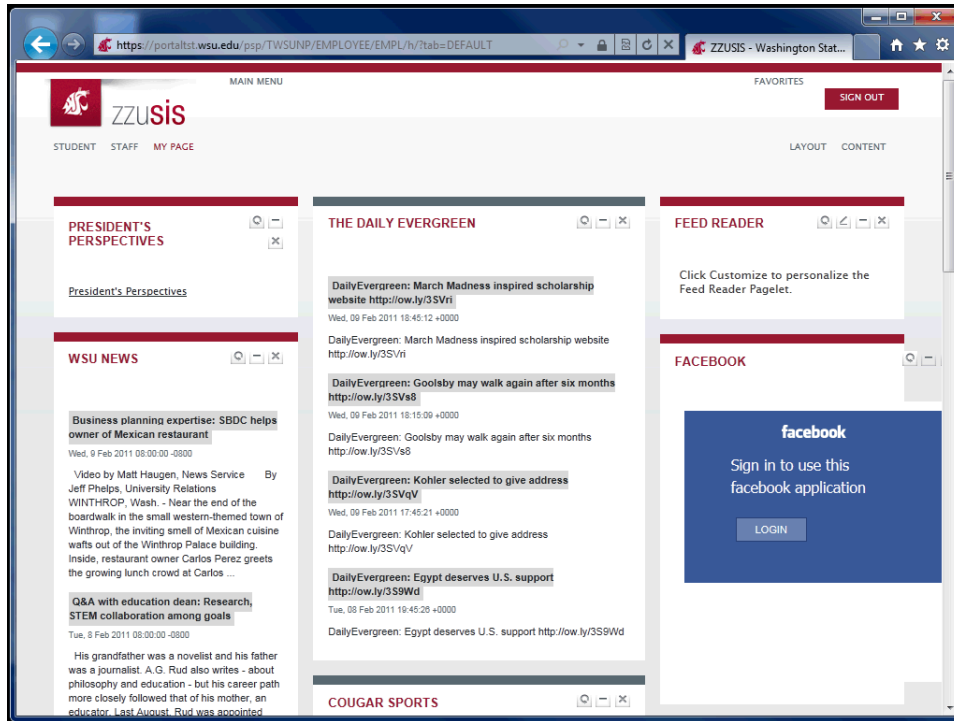 https://portaltst.wsu.edu/psp/TWSUNP/EMPLOYEE/EMPL/h/?tab=DEFAULT
ZZUSIS - Washington Stat...
MAIN MENU
FAVORITES
SIGN OUT
zzusis
STUDENT STAFF MY PAGE
LAYOUT CONTENT
PRESIDENT'S
PERSPECTIVES
President's Perspectives
WSU NEWS
Business planning expertise: SBDC helps
owner of Mexican restaurant
Wed, 9 Feb 2011 08:00:00 -0800
Video by Matt Haugen, News Service By
Jeff Phelps, University Relations
WINTHROP, Wash. - Near the end of the
boardwalk in the small western-themed town of
Winthrop, the inviting smell of Mexican cuisine
wafts out of the Winthrop Palace building.
Inside, restaurant owner Carlos Perez greets
the growing lunch crowd at Carlos ...
Q&A with education dean: Research,
STEM collaboration among goals
Tue, 8 Feb 2011 08:00:00 -0800
His grandfather was a novelist and his father
was a journalist. A.G. Rud also writes - about
philosophy and education - but his career path
more closely followed that of his mother, an
educator. Last August, Rud was appointed
THE DAILY EVERGREEN
DailyEvergreen: March Madness inspired scholarship
website http://ow.ly/3SVri
Wed, 09 Feb 2011 18:45:12 +0000
DailyEvergreen: March Madness inspired scholarship website
http://ow.ly/3SVri
DailyEvergreen: Goolsby may walk again after six months
http://ow.ly/3SVs8
Wed, 09 Feb 2011 18:15:09 +0000
DailyEvergreen: Goolsby may walk again after six months
http://ow.ly/3SVs8
DailyEvergreen: Kohler selected to give address
http://ow.ly/3SVqV
Wed, 09 Feb 2011 17:45:21 +0000
DailyEvergreen: Kohler selected to give address
http://ow.ly/3SVqV
DailyEvergreen: Egypt deserves U.S. support
http://ow.ly/3S9Wd
Tue, 08 Feb 2011 19:45:26 +0000
DailyEvergreen: Egypt deserves U.S. support http://ow.ly/3S9Wd
COUGAR SPORTS
FEED READER
Click Customize to personalize the
Feed Reader Pagelet.
FACEBOOK
facebook
Sign in to use this
facebook application
LOGIN